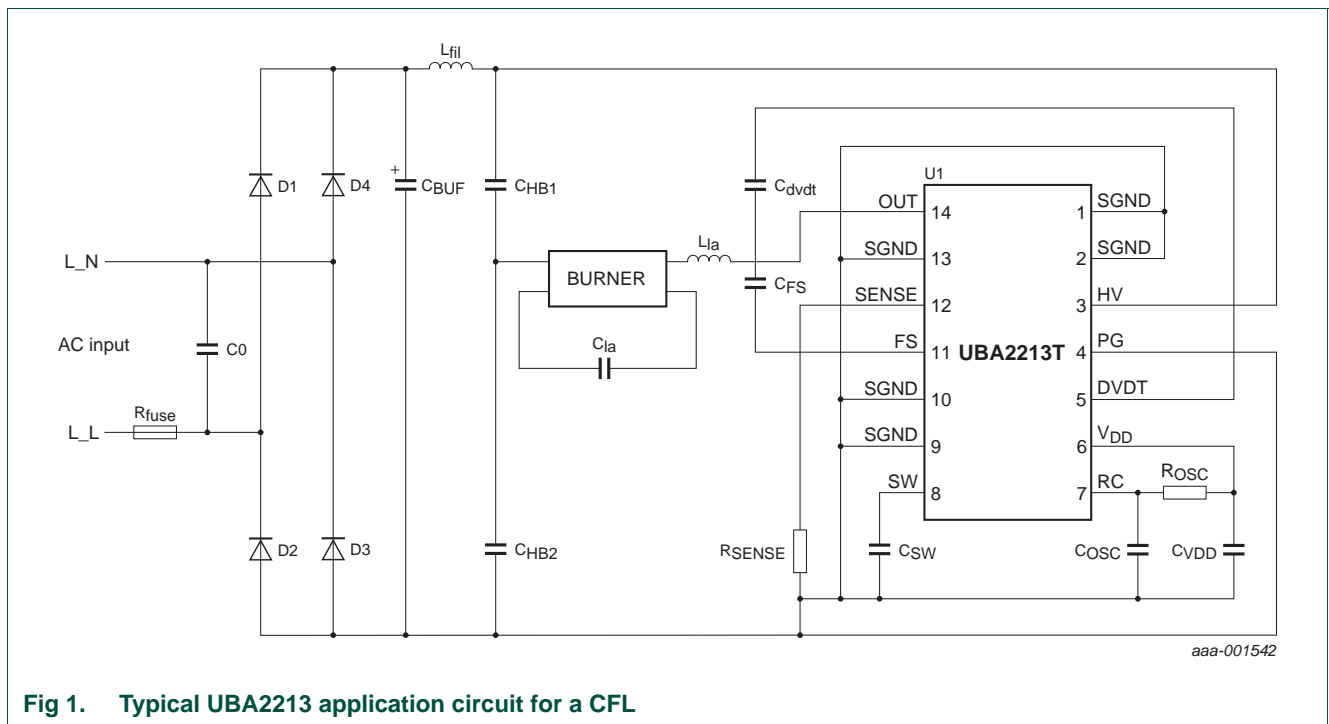 Lfil
D1
D4
+
CBUF
CHB1
Cdvdt
U1
OUT
14
1
SGND
SGND
13
2
SGND
L_N
BURNER
Lla
CFS
SENSE
12
3
HV
AC input
C0
Cla
FS
11
UBA2213T
4
PG
SGND
10
5
DVDT
L_L
Rfuse
SGND
9
6
VDD
SW
8
7
RC
ROSC
D2
D3
CHB2
RSENSE
CSW
COSC
CVDD
aaa-001542
Fig 1. Typical UBA2213 application circuit for a CFL